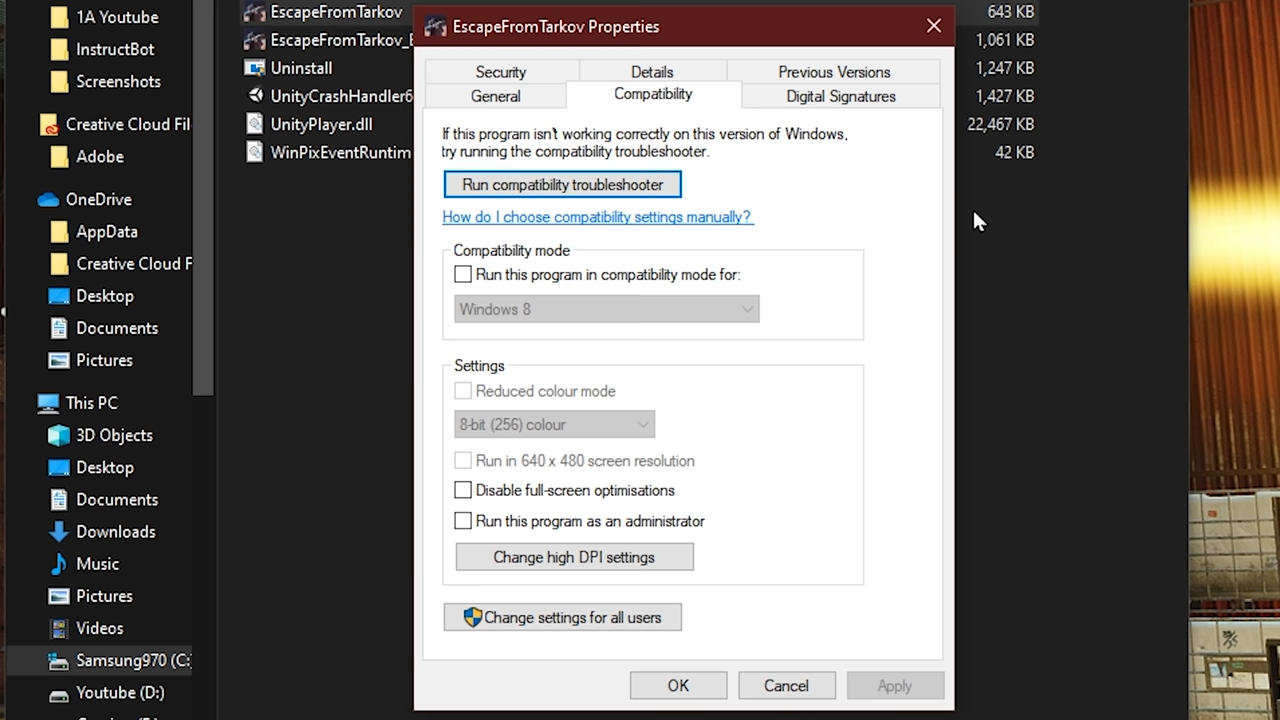 1A Youtube
InstructBot
Screenshots
Creative Cloud Fil
Adobe
OneDrive
AppData
Creative Cloud F
Desktop
Documents
Pictures
This PC
3D Objects
Desktop
Documents
Downloads
Music
Pictures
Videos
Samsung970 (C:
Youtube (D:)
EscapeFromTarkov 643 KB
EscapeFromTarkov_E 1,061 KB
Uninstall 1,247 KB
UnityCrashHandler6 1,427 KB
UnityPlayer.dll 22,467 KB
WinPixEventRuntim 42 KB
EscapeFromTarkov Properties
Security Details Previous Versions
General Compatibility Digital Signatures
If this program isn't working correctly on this version of Windows,
try running the compatibility troubleshooter.
Run compatibility troubleshooter
How do I choose compatibility settings manually?
Compatibility mode
Run this program in compatibility mode for:
Windows 8
Settings
Reduced colour mode
8-bit (256) colour
Run in 640 x 480 screen resolution
Disable full-screen optimisations
Run this program as an administrator
Change high DPI settings
Change settings for all users
OK Cancel Apply